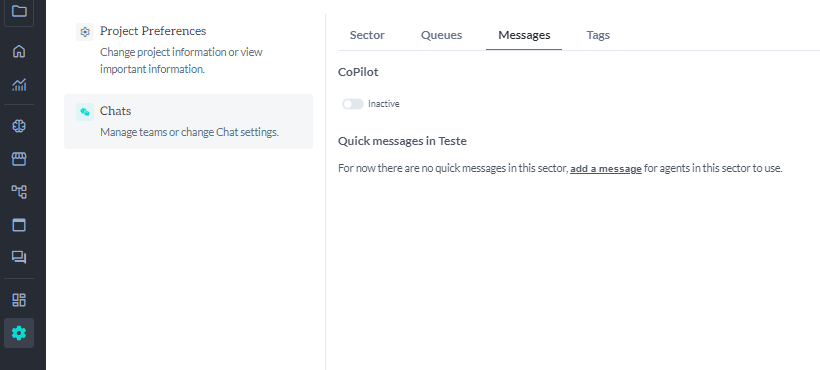 Project Preferences
Change project information or view
important information.
Chats
Manage teams or change Chat settings.
Sector
Queues
Messages
Tags
CoPilot
Inactive
Quick messages in Teste
For now there are no quick messages in this sector, add a message for agents in this sector to use.